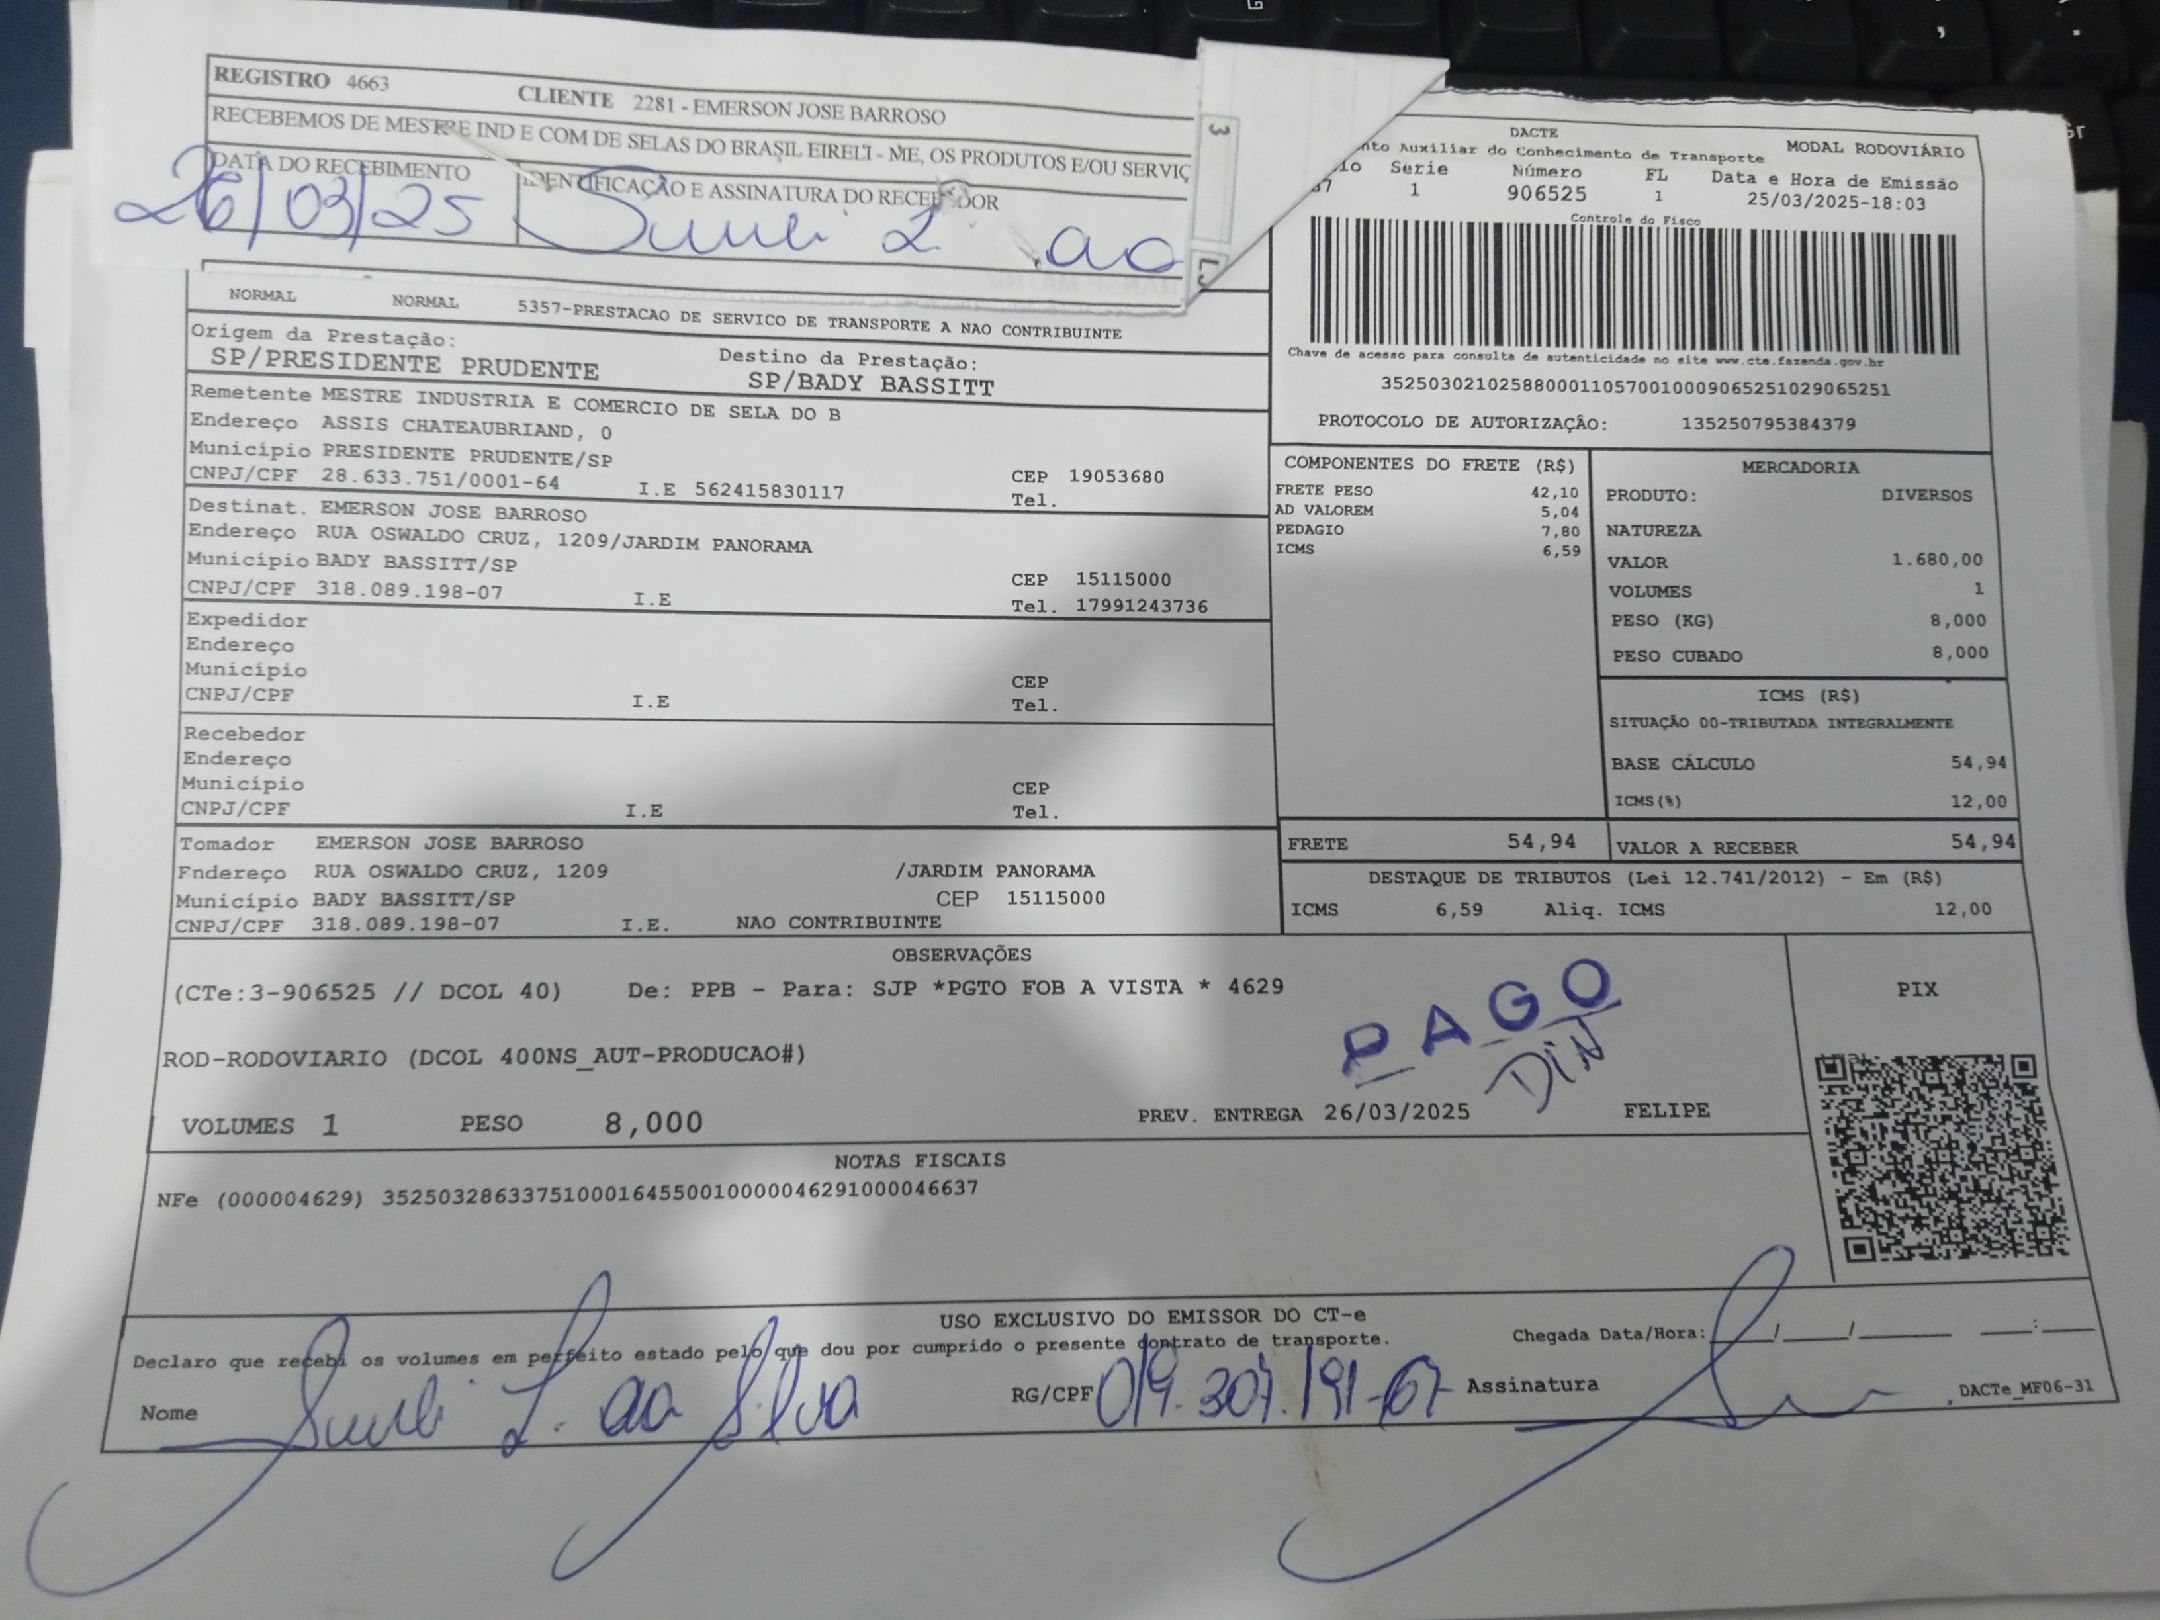 REGISTRO 4663 CLIENTE 2281 - EMERSON JOSE BARROSO
RECEBEMOS DE MESTRE IND E COM DE SELAS DO BRASIL EIRELI - ME, OS PRODUTOS E/OU SERVIÇ
DATA DO RECEBIMENTO IDENTIFICAÇÃO E ASSINATURA DO RECEBEDOR
26/03/25
3
DACTE MODAL RODOVIÁRIO
nto Auxiliar do Conhecimento de Transporte
Serie Número FL Data e Hora de Emissão
57 1 906525 1 25/03/2025-18:03
Controle do Fisco
Chave de acesso para consulta de autenticidade no site www.cte.fazenda.gov.br
35250302102588000110570010009065251029065251
PROTOCOLO DE AUTORIZAÇÂO: 135250795384379
NORMAL NORMAL 5357-PRESTACAO DE SERVICO DE TRANSPORTE A NAO CONTRIBUINTE
Origem da Prestação: Destino da Prestação:
SP/PRESIDENTE PRUDENTE SP/BADY BASSITT
Remetente MESTRE INDUSTRIA E COMERCIO DE SELA DO B
Endereço ASSIS CHATEAUBRIAND, 0
Município PRESIDENTE PRUDENTE/SP CEP 19053680
CNPJ/CPF 28.633.751/0001-64 I.E 562415830117 Tel.
Destinat. EMERSON JOSE BARROSO
Endereço RUA OSWALDO CRUZ, 1209/JARDIM PANORAMA
Município BADY BASSITT/SP CEP 15115000
CNPJ/CPF 318.089.198-07 I.E Tel. 17991243736
Expedidor
Endereço
Município CEP
CNPJ/CPF I.E Tel.
Recebedor
Endereço
Município CEP
CNPJ/CPF I.E Tel.
Tomador EMERSON JOSE BARROSO
Endereço RUA OSWALDO CRUZ, 1209 /JARDIM PANORAMA
Município BADY BASSITT/SP CEP 15115000
CNPJ/CPF 318.089.198-07 I.E. NAO CONTRIBUINTE
COMPONENTES DO FRETE (R$)
FRETE PESO 42,10
AD VALOREM 5,04
PEDAGIO 7,80
ICMS 6,59
MERCADORIA
PRODUTO: DIVERSOS
NATUREZA
VALOR 1.680,00
VOLUMES 1
PESO (KG) 8,000
PESO CUBADO 8,000
ICMS (R$)
SITUAÇÃO 00-TRIBUTADA INTEGRALMENTE
BASE CÁLCULO 54,94
ICMS(%) 12,00
FRETE 54,94 VALOR A RECEBER 54,94
DESTAQUE DE TRIBUTOS (Lei 12.741/2012) - Em (R$)
ICMS 6,59 Aliq. ICMS 12,00
OBSERVAÇÕES
(CTe:3-906525 // DCOL 40) De: PPB - Para: SJP *PGTO FOB A VISTA * 4629
PAGO
DIN
PIX
ROD-RODOVIARIO (DCOL 400NS_AUT-PRODUCAO#)
VOLUMES 1 PESO 8,000 PREV. ENTREGA 26/03/2025 FELIPE
NOTAS FISCAIS
NFe (000004629) 35250328633751000164550010000046291000046637
USO EXCLUSIVO DO EMISSOR DO CT-e
Declaro que recebi os volumes em perfeito estado pelo que dou por cumprido o presente contrato de transporte. Chegada Data/Hora: / / :
Nome L. da Silva RG/CPF 019.307.191-67 Assinatura DACTe_MF06-31